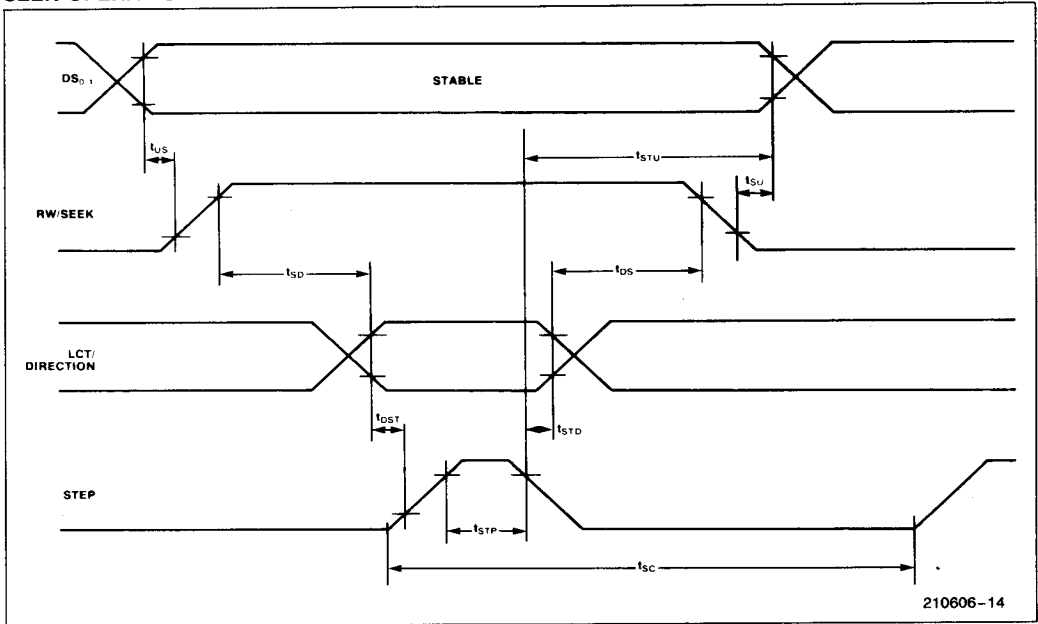 DS₀,₁
STABLE
tUS
tSTU
tSU
RW/SEEK
tSD
tDS
LCT/
DIRECTION
tDST
tSTD
STEP
tSTP
tSC
210606-14